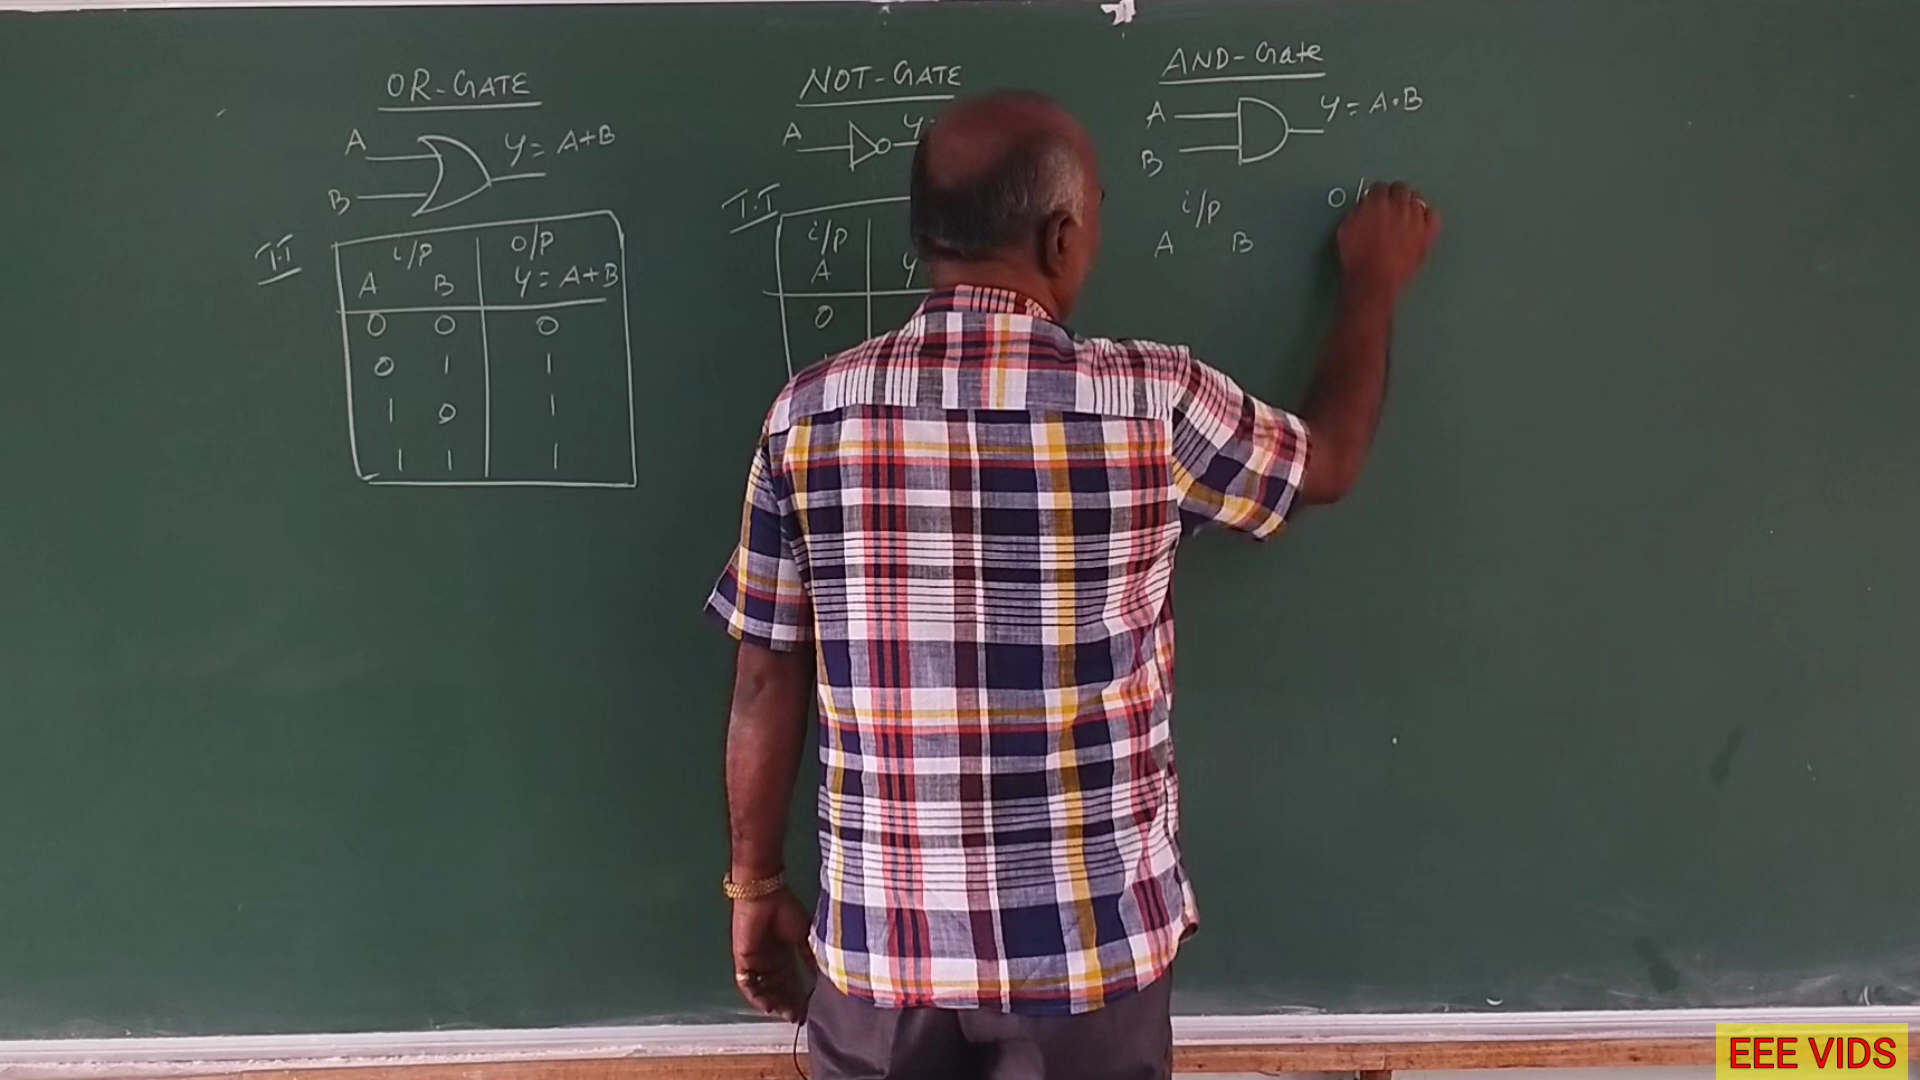 OR-GATE
A
Y = A+B
B
T.T
i/p
o/p
A B
Y = A+B
0 0 0
0 1 1
1 0 1
1 1 1
NOT-GATE
A
Y
T.T
i/p
A
Y
0
AND-Gate
A
Y = A.B
B
i/p
A B
EEE VIDS